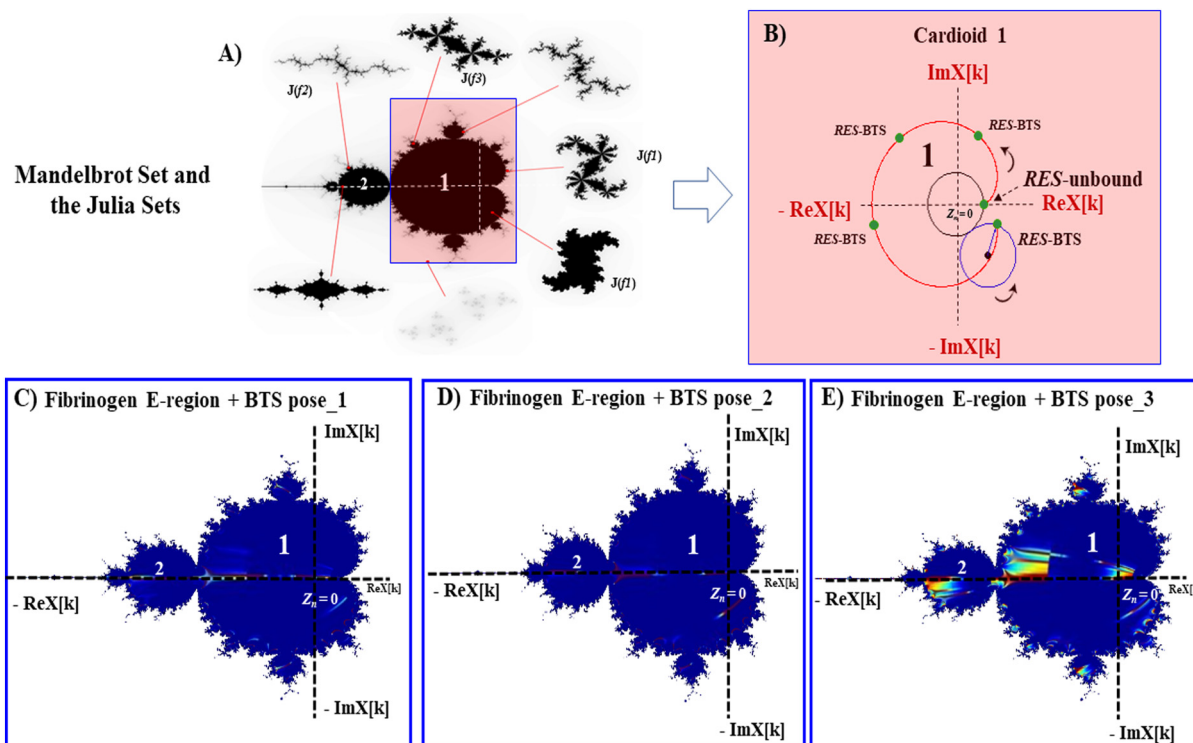 Mandelbrot Set and
the Julia Sets
A)
J(f2)
J(f3)
J(f1)
J(f1)
2
1
B)
Cardioid 1
ImX[k]
RES-BTS
RES-BTS
1
RES-unbound
- ReX[k]
Zn = 0
ReX[k]
RES-BTS
RES-BTS
- ImX[k]
C) Fibrinogen E-region + BTS pose_1
ImX[k]
1
2
- ReX[k]
ReX[k]
Zn = 0
- ImX[k]
D) Fibrinogen E-region + BTS pose_2
ImX[k]
1
2
- ReX[k]
ReX[k]
Zn = 0
- ImX[k]
E) Fibrinogen E-region + BTS pose_3
ImX[k]
1
2
- ReX[k]
ReX[k
Zn = 0
- ImX[k]